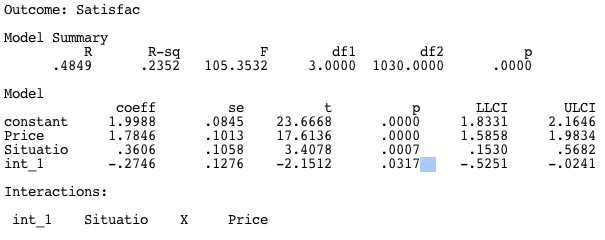 Outcome: Satisfac
Model Summary
R R-sq F df1 df2 p
.4849 .2352 105.3532 3.0000 1030.0000 .0000
Model
coeff se t p LLCI ULCI
constant 1.9988 .0845 23.6668 .0000 1.8331 2.1646
Price 1.7846 .1013 17.6136 .0000 1.5858 1.9834
Situatio .3606 .1058 3.4078 .0007 .1530 .5682
int_1 -.2746 .1276 -2.1512 .0317 -.5251 -.0241
Interactions:
int_1 Situatio X Price